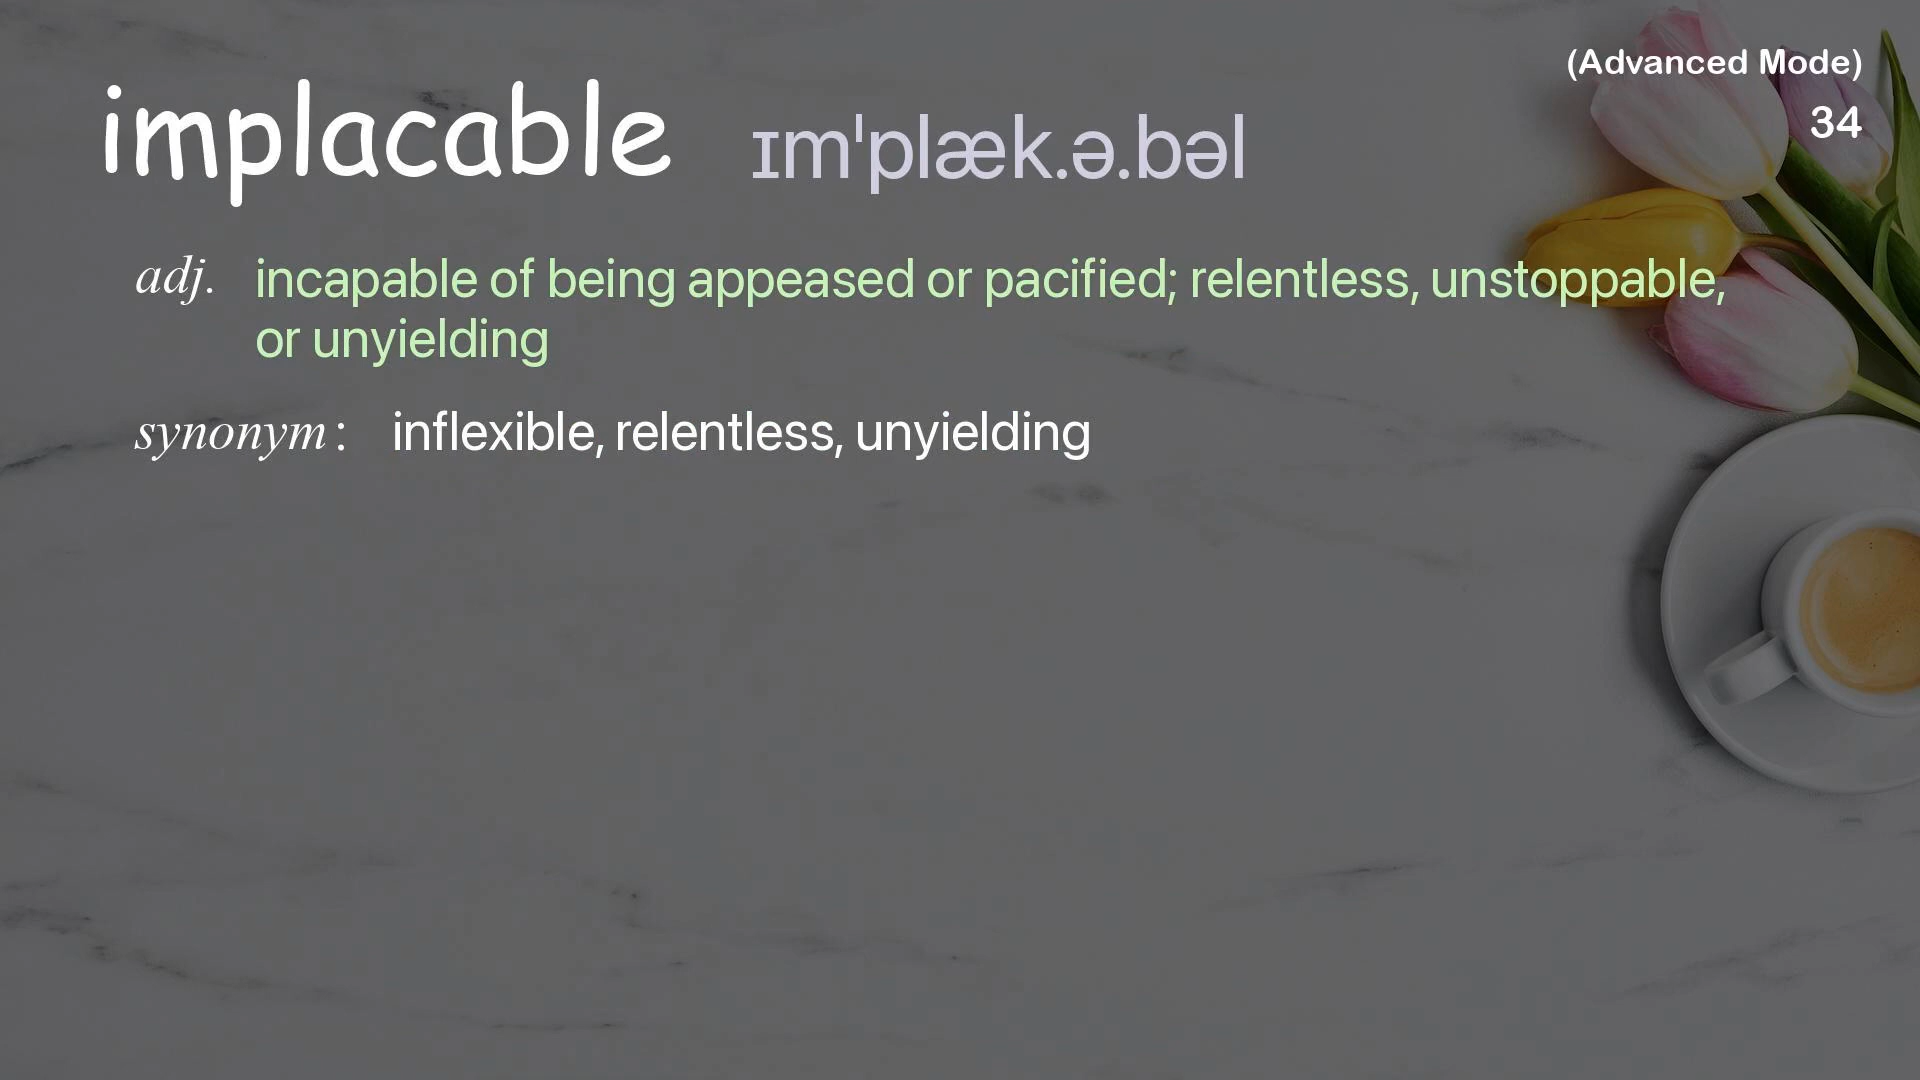 (Advanced Mode)
34
implacable ɪmˈplæk.ə.bəl
adj. incapable of being appeased or pacified; relentless, unstoppable,
or unyielding
synonym : inflexible, relentless, unyielding